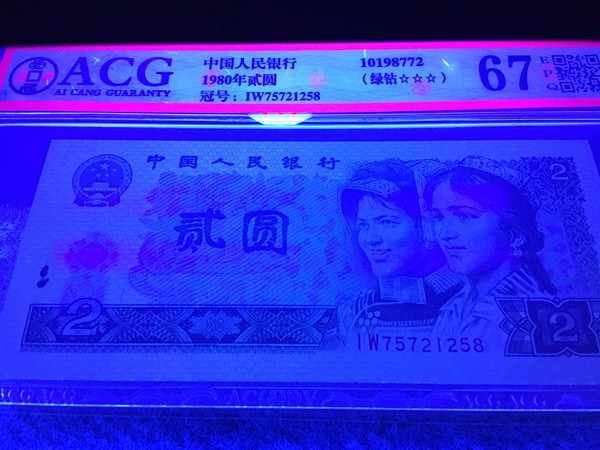 ACG
AI CANG GUARANTY
中国人民银行
1980年贰圆
冠号：IW75721258
10198772
(绿钻☆☆☆)
67
EPQ
中国人民银行
2
贰圆
2
IW75721258
2